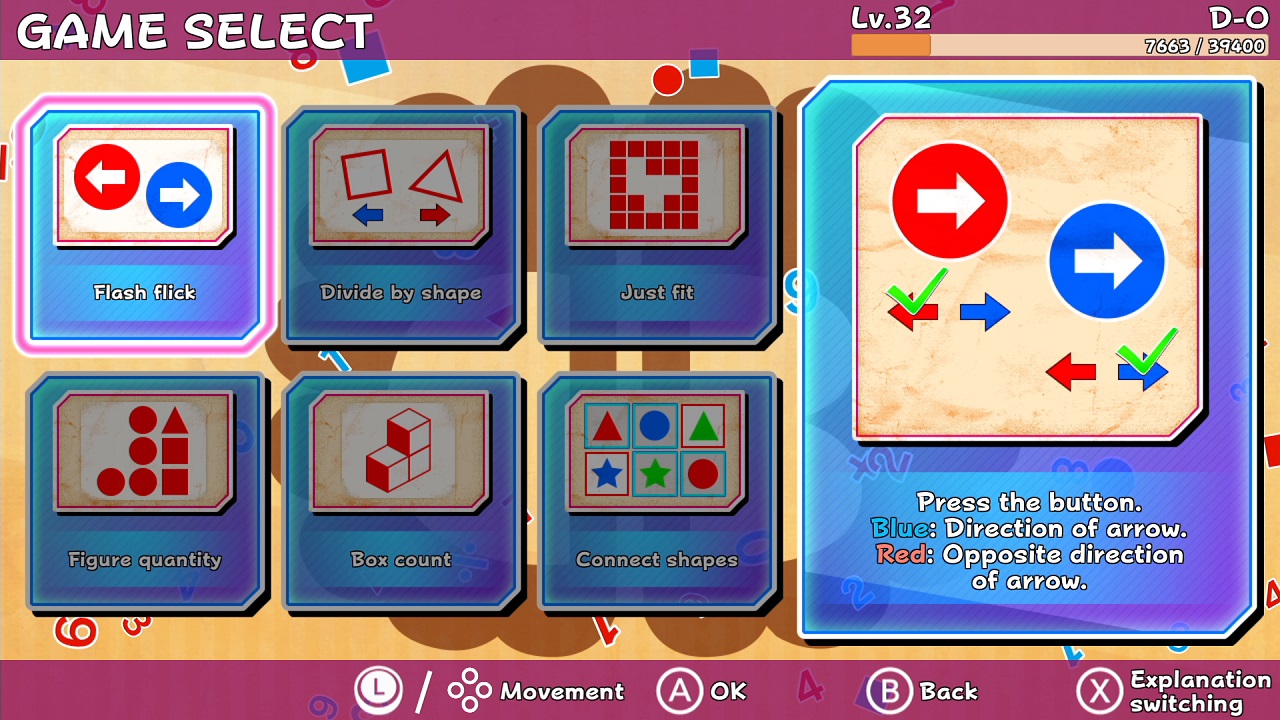 GAME SELECT
Lv.32
D-O
7663 / 39400
Flash flick
Divide by shape
Just fit
Figure quantity
Box count
Connect shapes
Press the button.
Blue: Direction of arrow.
Red: Opposite direction
of arrow.
L / Movement
A OK
B Back
X Explanation
switching